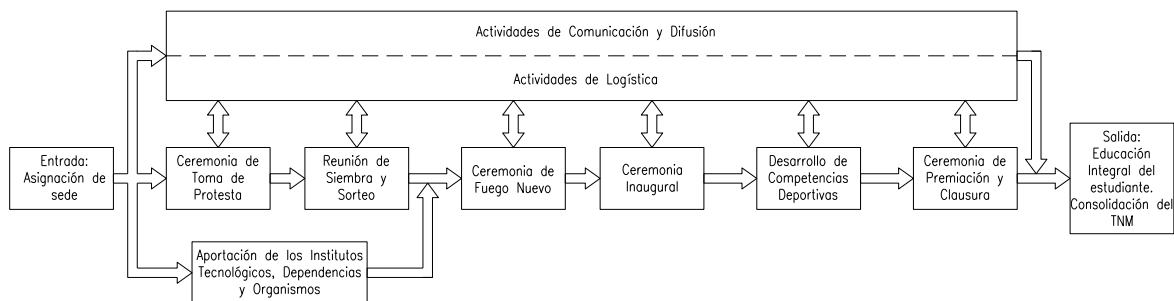 Actividades de Comunicación y Difusión
Actividades de Logística
Entrada:
Asignación de
sede
Ceremonia de
Toma de
Protesta
Reunión de
Siembra y
Sorteo
Ceremonia
de Fuego Nuevo
Ceremonia
Inaugural
Desarrollo de
Competencias
Deportivas
Ceremonia de
Premiación y
Clausura
Salida:
Educación
Integral del
estudiante.
Consolidación del
TNM
Aportación de los Institutos
Tecnológicos, Dependencias
y Organismos